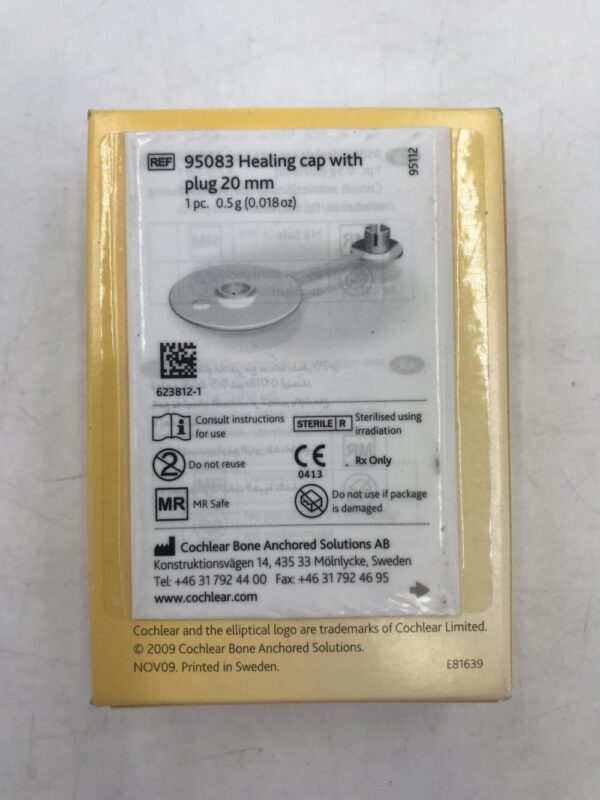 REF 95083 Healing cap with
plug 20 mm
1 pc. 0.5 g (0.018 oz)
95112
623812-1
i Consult instructions
for use
STERILE R Sterilised using
irradiation
2 Do not reuse
CE
0413
Rx Only
MR MR Safe
Do not use if package
is damaged
Cochlear Bone Anchored Solutions AB
Konstruktionsvägen 14, 435 33 Mölnlycke, Sweden
Tel: +46 31 792 44 00 Fax: +46 31 792 46 95
www.cochlear.com
Cochlear and the elliptical logo are trademarks of Cochlear Limited.
© 2009 Cochlear Bone Anchored Solutions.
NOV09. Printed in Sweden.
E81639